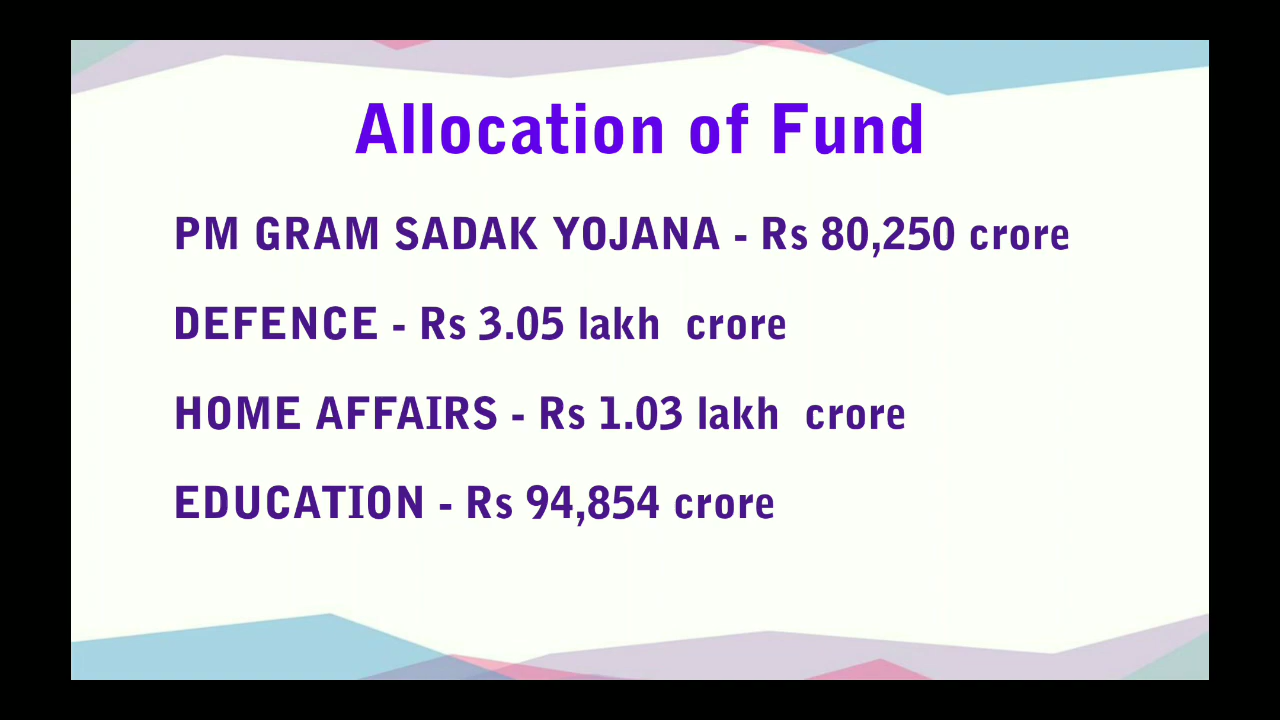 Allocation of Fund
PM GRAM SADAK YOJANA - Rs 80,250 crore
DEFENCE - Rs 3.05 lakh crore
HOME AFFAIRS - Rs 1.03 lakh crore
EDUCATION - Rs 94,854 crore